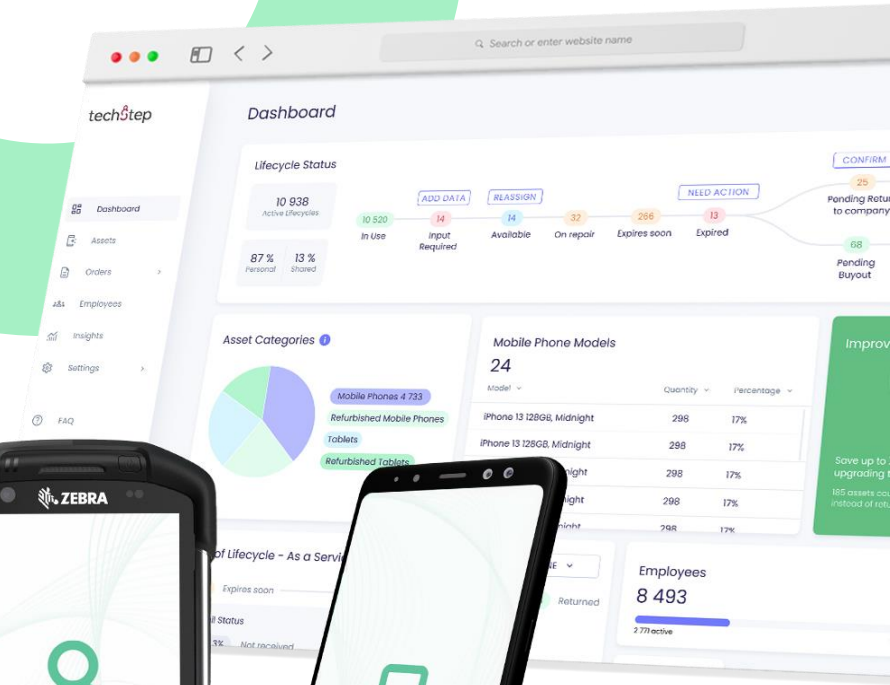 Search or enter website name
techstep
Dashboard
Dashboard
Assets
Orders
Employees
Insights
Settings
FAQ
Lifecycle Status
10 938
Active Lifecycles
87 %
Personal
13 %
Shared
ADD DATA
REASSIGN
NEED ACTION
CONFIRM
10 520
In Use
14
Input
Required
14
Available
32
On repair
266
Expires soon
13
Expired
25
Pending Retur
to company
68
Pending
Buyout
Asset Categories
Mobile Phones 4 733
Refurbished Mobile Phones
Tablets
Refurbished Tablets
Mobile Phone Models
24
Model Quantity Percentage
iPhone 13 128GB, Midnight 298 17%
iPhone 13 128GB, Midnight 298 17%
night 298 17%
night 298 17%
night 298 17%
Improv
Save up to
upgrading t
185 assets cou
instead of retu
of Lifecycle - As a Servi
Expires soon
Status
3% Not received
NE
Returned
Employees
8 493
2 771 active
ZEBRA